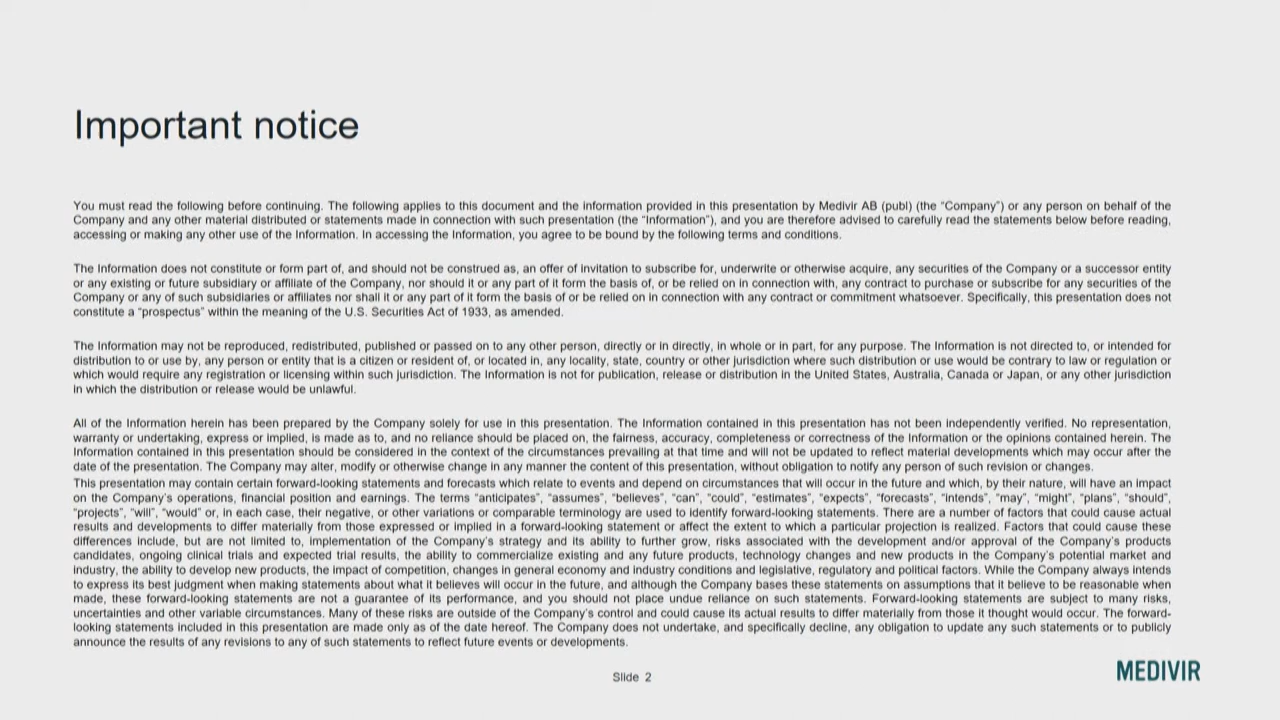 Important notice
You must read the following before continuing. The following applies to this document and the information provided in this presentation by Medivir AB (publ) (the “Company”) or any person on behalf of the
Company and any other material distributed or statements made in connection with such presentation (the “Information”), and you are therefore advised to carefully read the statements below before reading,
accessing or making any other use of the Information. In accessing the Information, you agree to be bound by the following terms and conditions.
The Information does not constitute or form part of, and should not be construed as, an offer of invitation to subscribe for, underwrite or otherwise acquire, any securities of the Company or a successor entity
or any existing or future subsidiary or affiliate of the Company, nor should it or any part of it form the basis of, or be relied on in connection with, any contract to purchase or subscribe for any securities of the
Company or any of such subsidiaries or affiliates nor shall it or any part of it form the basis of or be relied on in connection with any contract or commitment whatsoever. Specifically, this presentation does not
constitute a “prospectus” within the meaning of the U.S. Securities Act of 1933, as amended.
The Information may not be reproduced, redistributed, published or passed on to any other person, directly or in directly, in whole or in part, for any purpose. The Information is not directed to, or intended for
distribution to or use by, any person or entity that is a citizen or resident of, or located in, any locality, state, country or other jurisdiction where such distribution or use would be contrary to law or regulation or
which would require any registration or licensing within such jurisdiction. The Information is not for publication, release or distribution in the United States, Australia, Canada or Japan, or any other jurisdiction
in which the distribution or release would be unlawful.
All of the Information herein has been prepared by the Company solely for use in this presentation. The Information contained in this presentation has not been independently verified. No representation,
warranty or undertaking, express or implied, is made as to, and no reliance should be placed on, the fairness, accuracy, completeness or correctness of the Information or the opinions contained herein. The
Information contained in this presentation should be considered in the context of the circumstances prevailing at that time and will not be updated to reflect material developments which may occur after the
date of the presentation. The Company may alter, modify or otherwise change in any manner the content of this presentation, without obligation to notify any person of such revision or changes.
This presentation may contain certain forward-looking statements and forecasts which relate to events and depend on circumstances that will occur in the future and which, by their nature, will have an impact
on the Company’s operations, financial position and earnings. The terms “anticipates”, “assumes”, “believes”, “can”, “could”, “estimates”, “expects”, “forecasts”, “intends”, “may”, “might”, “plans”, “should”,
“projects”, “will”, “would” or, in each case, their negative, or other variations or comparable terminology are used to identify forward-looking statements. There are a number of factors that could cause actual
results and developments to differ materially from those expressed or implied in a forward-looking statement or affect the extent to which a particular projection is realized. Factors that could cause these
differences include, but are not limited to, implementation of the Company’s strategy and its ability to further grow, risks associated with the development and/or approval of the Company’s products
candidates, ongoing clinical trials and expected trial results, the ability to commercialize existing and any future products, technology changes and new products in the Company’s potential market and
industry, the ability to develop new products, the impact of competition, changes in general economy and industry conditions and legislative, regulatory and political factors. While the Company always intends
to express its best judgment when making statements about what it believes will occur in the future, and although the Company bases these statements on assumptions that it believe to be reasonable when
made, these forward-looking statements are not a guarantee of its performance, and you should not place undue reliance on such statements. Forward-looking statements are subject to many risks,
uncertainties and other variable circumstances. Many of these risks are outside of the Company’s control and could cause its actual results to differ materially from those it thought would occur. The forward-
looking statements included in this presentation are made only as of the date hereof. The Company does not undertake, and specifically decline, any obligation to update any such statements or to publicly
announce the results of any revisions to any of such statements to reflect future events or developments.
Slide 2
MEDIVIR